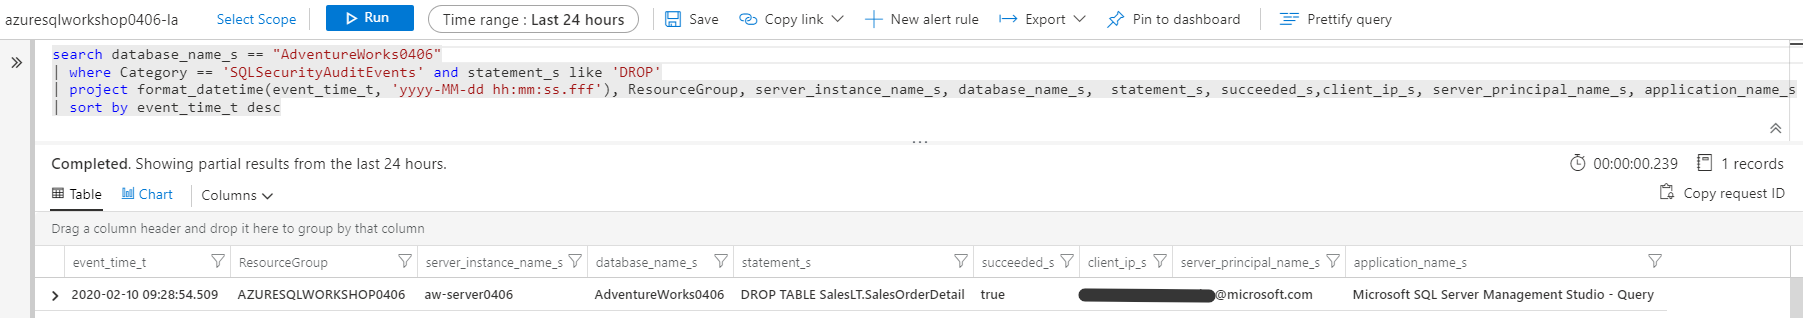 azuresqlworkshop0406-la Select Scope Run Time range : Last 24 hours Save Copy link New alert rule Export Pin to dashboard Prettify query
search database_name_s == "AdventureWorks0406"
| where Category == 'SQLSecurityAuditEvents' and statement_s like 'DROP'
| project format_datetime(event_time_t, 'yyyy-MM-dd hh:mm:ss.fff'), ResourceGroup, server_instance_name_s, database_name_s,  statement_s, succeeded_s,client_ip_s, server_principal_name_s, application_name_s
| sort by event_time_t desc
Completed. Showing partial results from the last 24 hours. 00:00:00.239 1 records
Table Chart Columns Copy request ID
Drag a column header and drop it here to group by that column
event_time_t ResourceGroup server_instance_name_s database_name_s statement_s succeeded_s client_ip_s server_principal_name_s application_name_s
2020-02-10 09:28:54.509 AZURESQLWORKSHOP0406 aw-server0406 AdventureWorks0406 DROP TABLE SalesLT.SalesOrderDetail true @microsoft.com Microsoft SQL Server Management Studio - Query